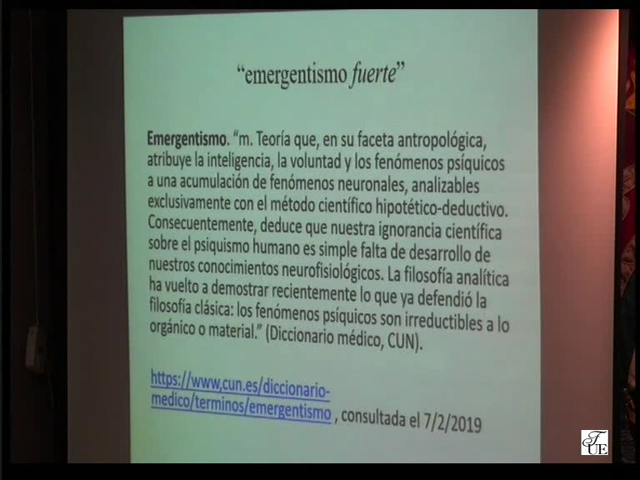 “emergentismo fuerte”
Emergentismo. “m. Teoría que, en su faceta antropológica,
atribuye la inteligencia, la voluntad y los fenómenos psíquicos
a una acumulación de fenómenos neuronales, analizables
exclusivamente con el método científico hipotético-deductivo.
Consecuentemente, deduce que nuestra ignorancia científica
sobre el psiquismo humano es simple falta de desarrollo de
nuestros conocimientos neurofisiológicos. La filosofía analítica
ha vuelto a demostrar recientemente lo que ya defendió la
filosofía clásica: los fenómenos psíquicos son irreductibles a lo
orgánico o material.” (Diccionario médico, CUN).
https://www.cun.es/diccionario-
medico/terminos/emergentismo , consultada el 7/2/2019
UE